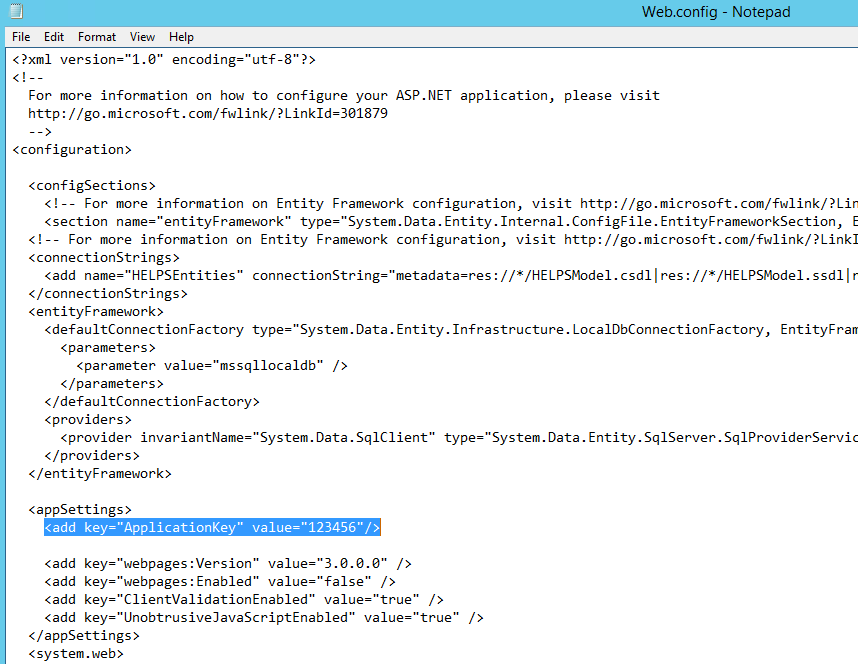 Web.config - Notepad
File Edit Format View Help
<?xml version="1.0" encoding="utf-8"?>
<!--
  For more information on how to configure your ASP.NET application, please visit
  http://go.microsoft.com/fwlink/?LinkId=301879
  -->
<configuration>

  <configSections>
    <!-- For more information on Entity Framework configuration, visit http://go.microsoft.com/fwlink/?Lin
    <section name="entityFramework" type="System.Data.Entity.Internal.ConfigFile.EntityFrameworkSection, E
  <!-- For more information on Entity Framework configuration, visit http://go.microsoft.com/fwlink/?LinkI
  <connectionStrings>
    <add name="HELPSEntities" connectionString="metadata=res://*/HELPSModel.csdl|res://*/HELPSModel.ssdl|r
  </connectionStrings>
  <entityFramework>
    <defaultConnectionFactory type="System.Data.Entity.Infrastructure.LocalDbConnectionFactory, EntityFram
      <parameters>
        <parameter value="mssqllocaldb" />
      </parameters>
    </defaultConnectionFactory>
    <providers>
      <provider invariantName="System.Data.SqlClient" type="System.Data.Entity.SqlServer.SqlProviderServic
    </providers>
  </entityFramework>

  <appSettings>
    <add key="ApplicationKey" value="123456"/>

    <add key="webpages:Version" value="3.0.0.0" />
    <add key="webpages:Enabled" value="false" />
    <add key="ClientValidationEnabled" value="true" />
    <add key="UnobtrusiveJavaScriptEnabled" value="true" />
  </appSettings>
  <system.web>